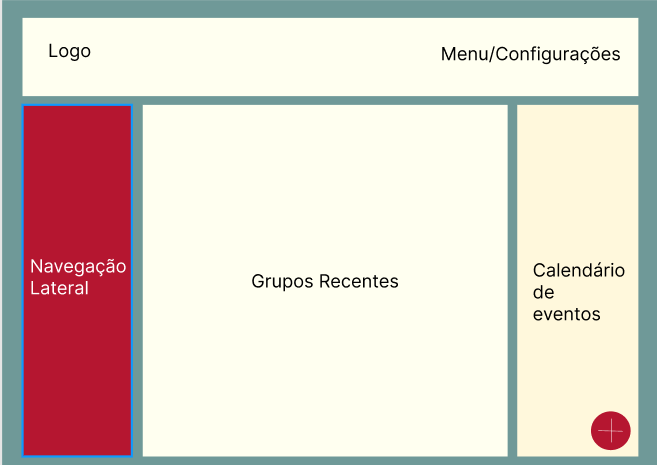 Logo
Menu/Configurações
Navegação
Lateral
Grupos Recentes
Calendário
de
eventos